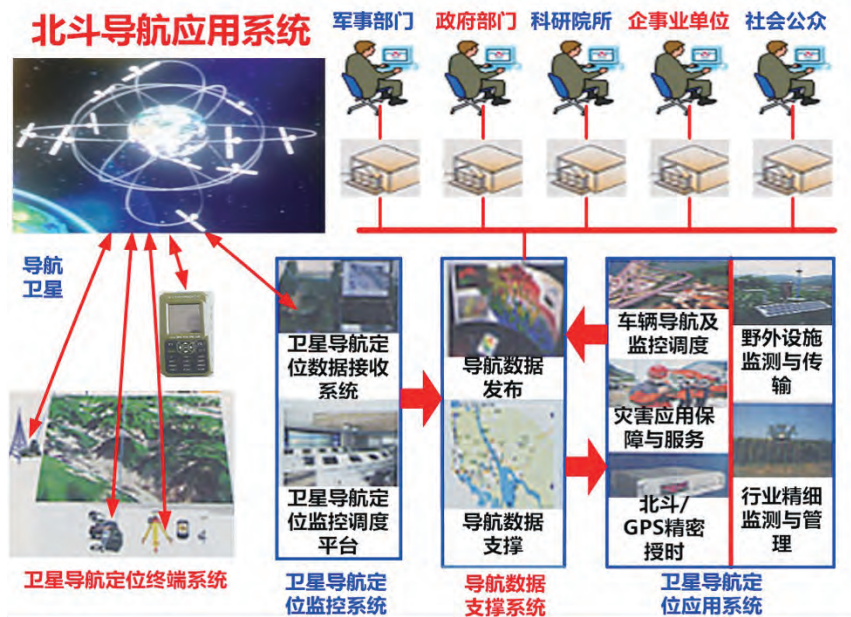 北斗导航应用系统
军事部门
政府部门
科研院所
企事业单位
社会公众
导航
卫星
卫星导航定位终端系统
卫星导航定
位数据接收
系统
卫星导航定
位监控调度
平台
卫星导航定
位监控系统
导航数据
发布
导航数据
支撑
导航数据
支撑系统
车辆导航及
监控调度
灾害应用保
障与服务
北斗/
GPS精密
授时
野外设施
监测与传
输
行业精细
监测与管
理
卫星导航定
位应用系统